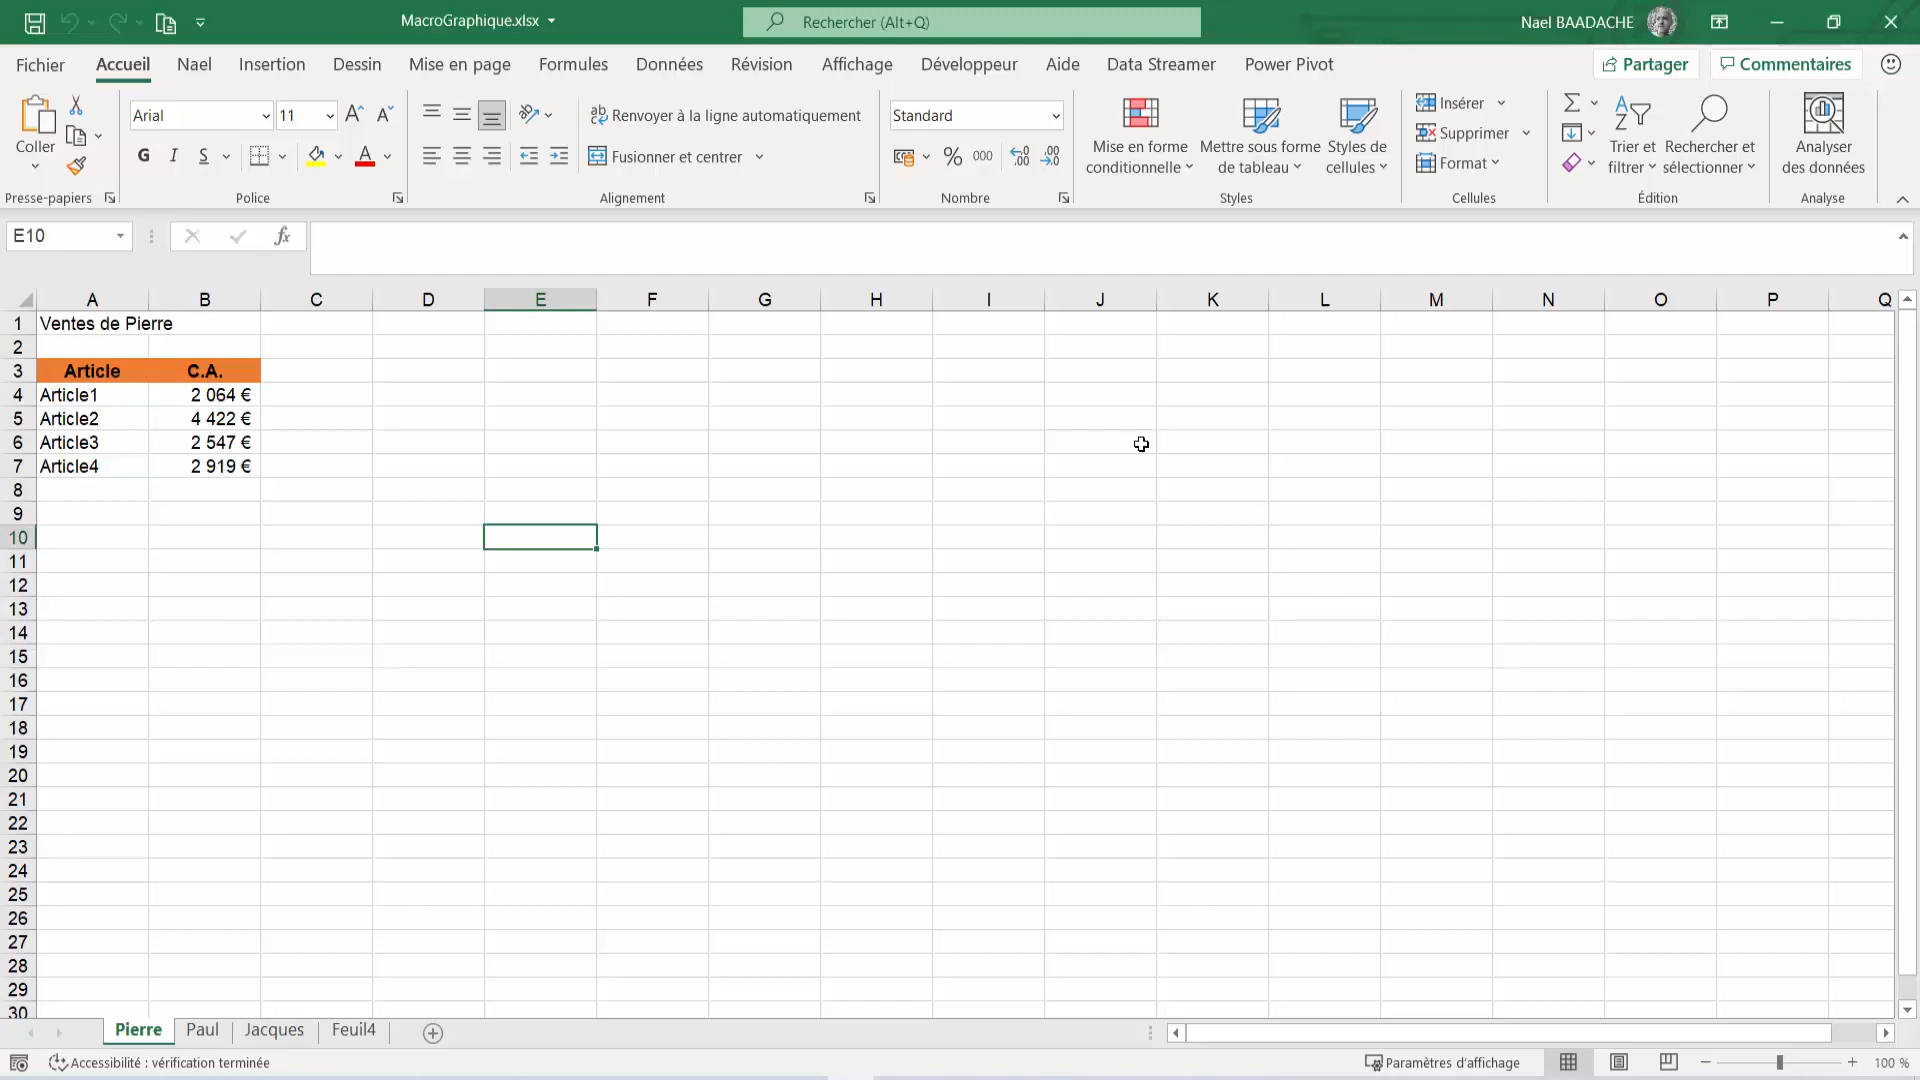 MacroGraphique.xlsx
Rechercher (Alt+Q)
Nael BAADACHE
Fichier Accueil Nael Insertion Dessin Mise en page Formules Données Révision Affichage Développeur Aide Data Streamer Power Pivot
Partager Commentaires
Coller
Presse-papiers
Arial 11
G I S A
Police
Renvoyer à la ligne automatiquement
Fusionner et centrer
Alignement
Standard
% 000
Nombre
Mise en forme conditionnelle
Mettre sous forme de tableau
Styles de cellules
Styles
Insérer
Supprimer
Format
Cellules
Trier et filtrer
Rechercher et sélectionner
Édition
Analyser des données
Analyse
E10 fx
A B C D E F G H I J K L M N O P Q
1 Ventes de Pierre
2
3 Article C.A.
4 Article1 2 064 €
5 Article2 4 422 €
6 Article3 2 547 €
7 Article4 2 919 €
8
9
10
11
12
13
14
15
16
17
18
19
20
21
22
23
24
25
26
27
28
29
30
Pierre Paul Jacques Feuil4
Accessibilité : vérification terminée
Paramètres d'affichage
100 %